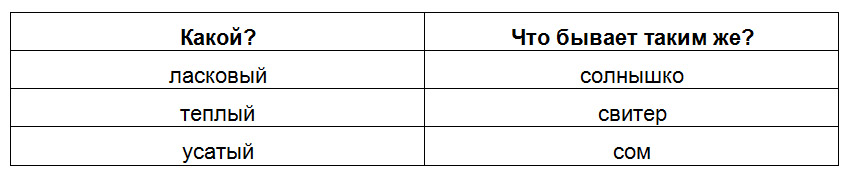 Какой? Что бывает таким же?
ласковый солнышко
теплый свитер
усатый сом